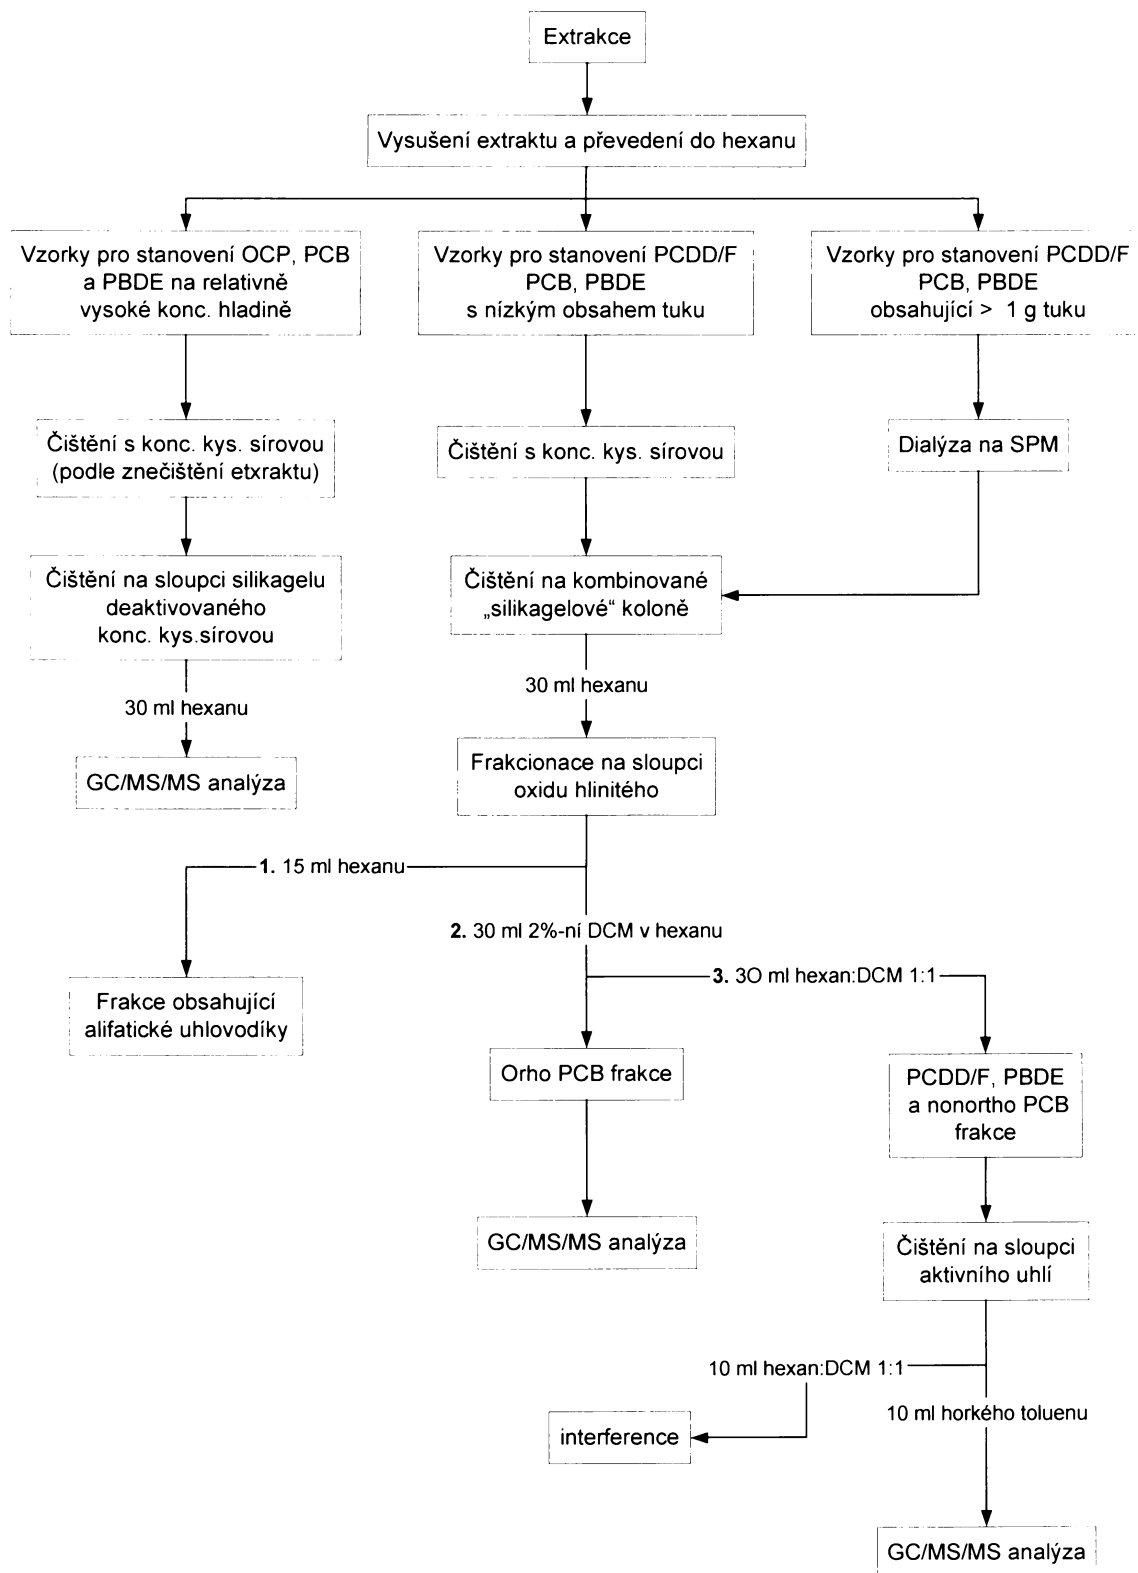 Extrakce
Vysušení extraktu a převedení do hexanu
Vzorky pro stanovení OCP, PCB
a PBDE na relativně
vysoké konc. hladině
Vzorky pro stanovení PCDD/F
PCB, PBDE
s nízkým obsahem tuku
Vzorky pro stanovení PCDD/F
PCB, PBDE
obsahující > 1 g tuku
Čištění s konc. kys. sírovou
(podle znečištění etxraktu)
Čištění s konc. kys. sírovou
Dialýza na SPM
Čištění na sloupci silikagelu
deaktivovaného
konc. kys.sírovou
Čištění na kombinované
„silikagelové“ koloně
30 ml hexanu
30 ml hexanu
GC/MS/MS analýza
Frakcionace na sloupci
oxidu hlinitého
1. 15 ml hexanu
2. 30 ml 2%-ní DCM v hexanu
3. 3O ml hexan:DCM 1:1
Frakce obsahující
alifatické uhlovodíky
Orho PCB frakce
PCDD/F, PBDE
a nonortho PCB
frakce
GC/MS/MS analýza
Čištění na sloupci
aktivního uhlí
10 ml hexan:DCM 1:1
10 ml horkého toluenu
interference
GC/MS/MS analýza